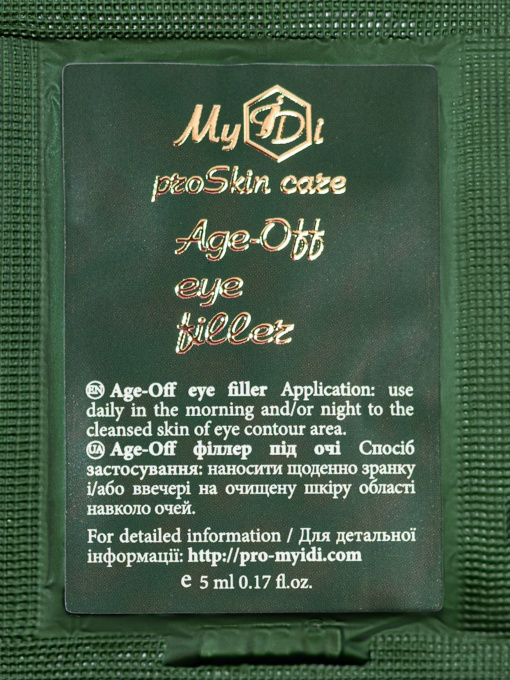 MyIDi
proSkin care
Age-Off
eye
filler
EN Age-Off eye filler Application: use
daily in the morning and/or night to the
cleansed skin of eye contour area.
UA Age-Off філлер під очі Спосіб
застосування: наносити щоденно зранку
і/або ввечері на очищену шкіру області
навколо очей.
For detailed information / Для детальної
інформації: http://pro-myidi.com
e 5 ml 0.17 fl.oz.